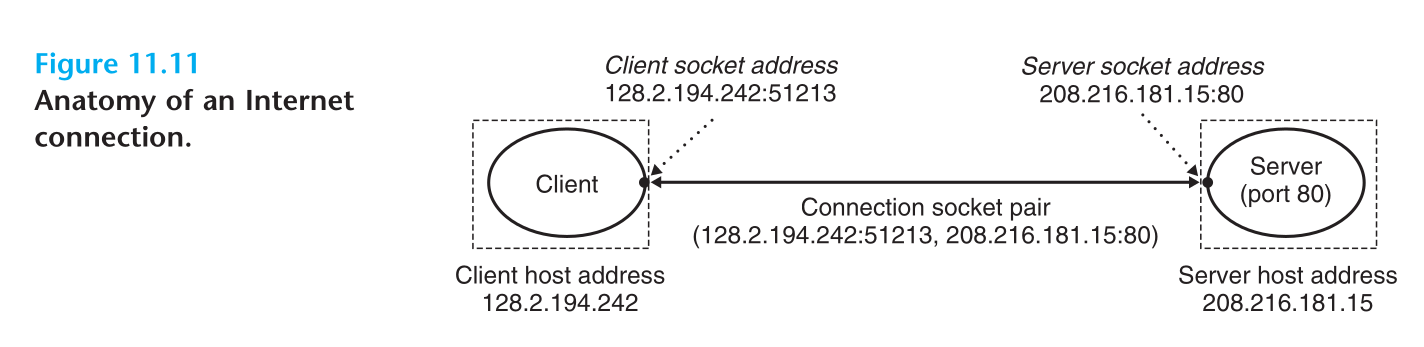 Figure 11.11
Anatomy of an Internet
connection.
Client socket address
128.2.194.242:51213
Server socket address
208.216.181.15:80
Client
Server
(port 80)
Connection socket pair
(128.2.194.242:51213, 208.216.181.15:80)
Client host address
128.2.194.242
Server host address
208.216.181.15